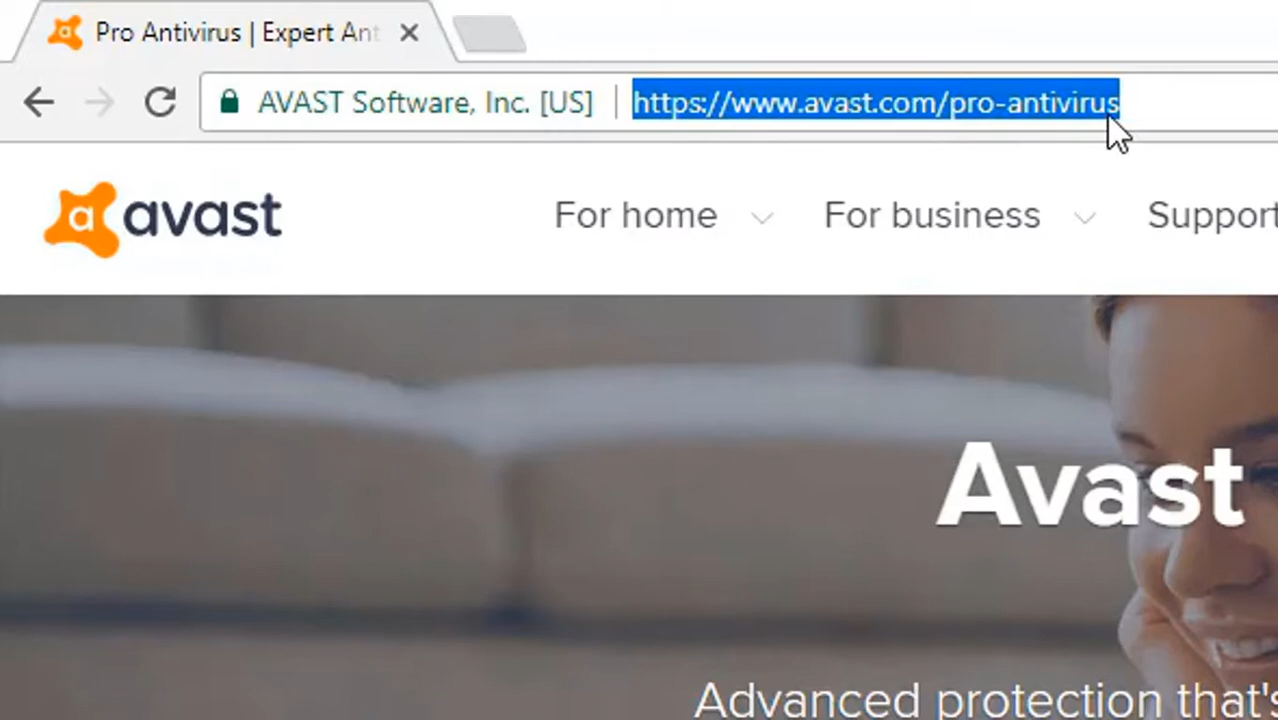 Pro Antivirus | Expert Ant
AVAST Software, Inc. [US] | https://www.avast.com/pro-antivirus
avast For home For business Support
Avast
Advanced protection that's